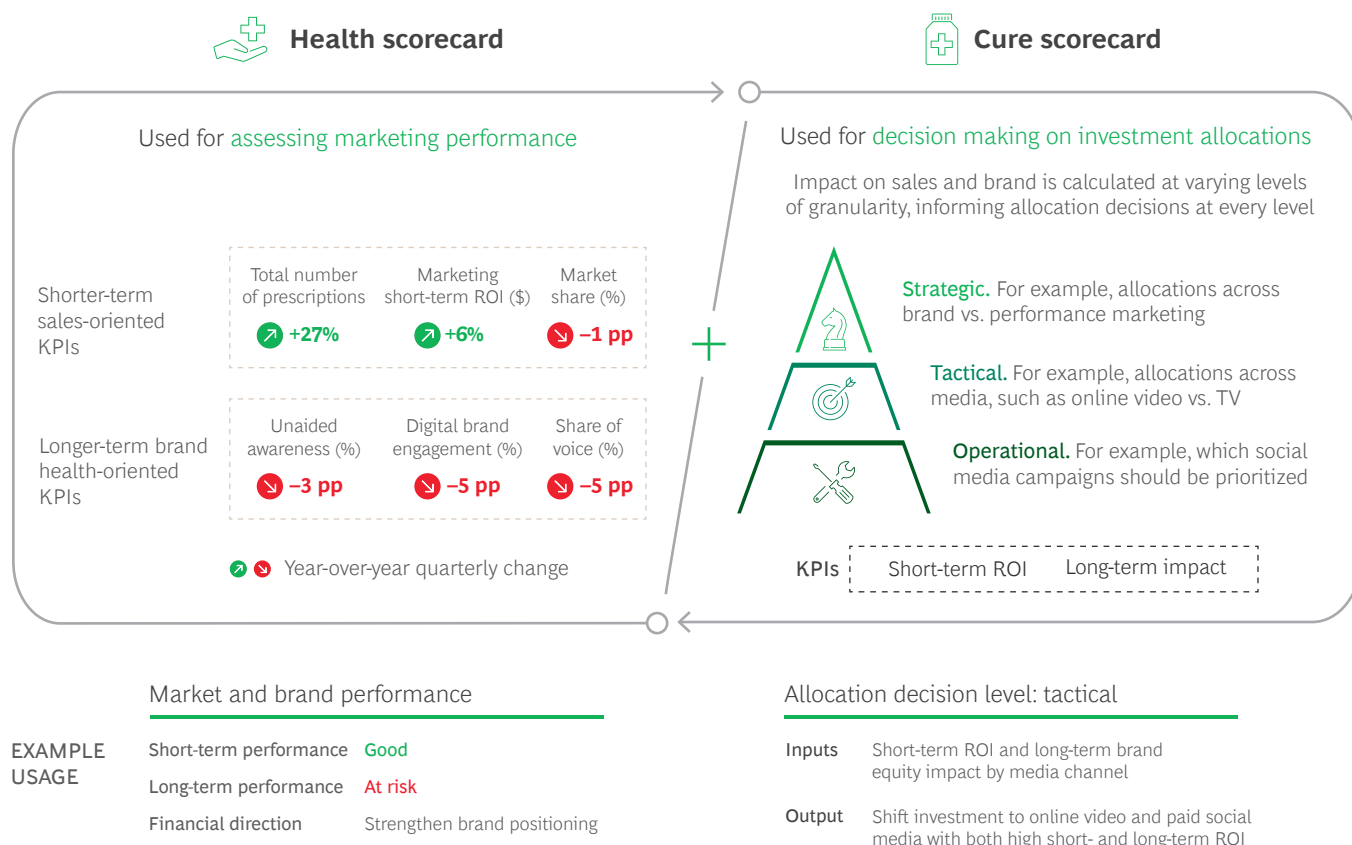 Health scorecard
Cure scorecard
Used for assessing marketing performance
Shorter-term
sales-oriented
KPIs
Total number
of prescriptions
+27%
Marketing
short-term ROI ($)
+6%
Market
share (%)
–1 pp
Longer-term brand
health-oriented
KPIs
Unaided
awareness (%)
–3 pp
Digital brand
engagement (%)
–5 pp
Share of
voice (%)
–5 pp
Year-over-year quarterly change
Used for decision making on investment allocations
Impact on sales and brand is calculated at varying levels
of granularity, informing allocation decisions at every level
Strategic. For example, allocations across
brand vs. performance marketing
Tactical. For example, allocations across
media, such as online video vs. TV
Operational. For example, which social
media campaigns should be prioritized
KPIs
Short-term ROI
Long-term impact
EXAMPLE
USAGE
Market and brand performance
Short-term performance Good
Long-term performance At risk
Financial direction Strengthen brand positioning
Allocation decision level: tactical
Inputs Short-term ROI and long-term brand
equity impact by media channel
Output Shift investment to online video and paid social
media with both high short- and long-term ROI